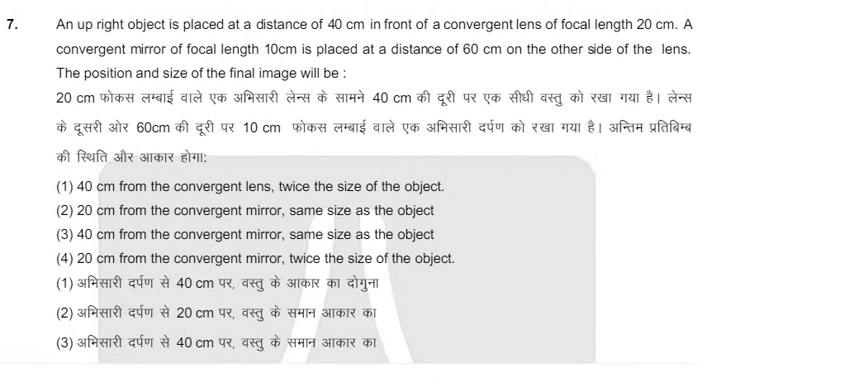 7. An up right object is placed at a distance of 40 cm in front of a convergent lens of focal length 20 cm. A
convergent mirror of focal length 10cm is placed at a distance of 60 cm on the other side of the lens.
The position and size of the final image will be :
20 cm फोकस लम्बाई वाले एक अभिसारी लेन्स के सामने 40 cm की दूरी पर एक सीधी वस्तु को रखा गया है। लेन्स
के दूसरी ओर 60cm की दूरी पर 10 cm फोकस लम्बाई वाले एक अभिसारी दर्पण को रखा गया है। अन्तिम प्रतिबिम्ब
की स्थिति और आकार होगा:
(1) 40 cm from the convergent lens, twice the size of the object.
(2) 20 cm from the convergent mirror, same size as the object
(3) 40 cm from the convergent mirror, same size as the object
(4) 20 cm from the convergent mirror, twice the size of the object.
(1) अभिसारी दर्पण से 40 cm पर, वस्तु के आकार का दोगुना
(2) अभिसारी दर्पण से 20 cm पर, वस्तु के समान आकार का
(3) अभिसारी दर्पण से 40 cm पर, वस्तु के समान आकार का